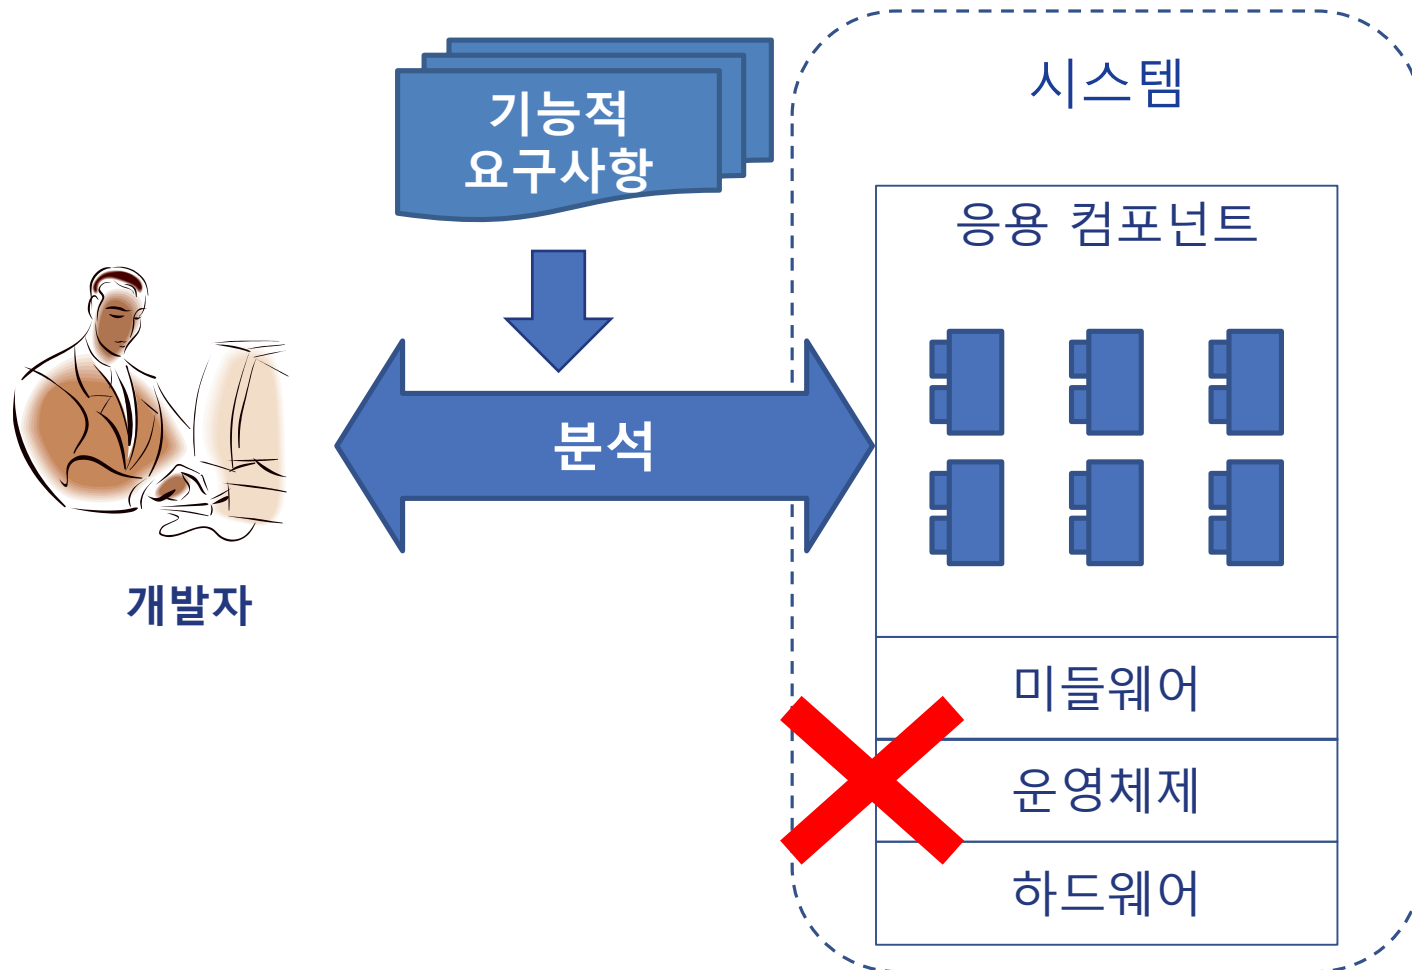 기능적
요구사항
시스템
응용 컴포넌트
분석
개발자
미들웨어
운영체제
하드웨어